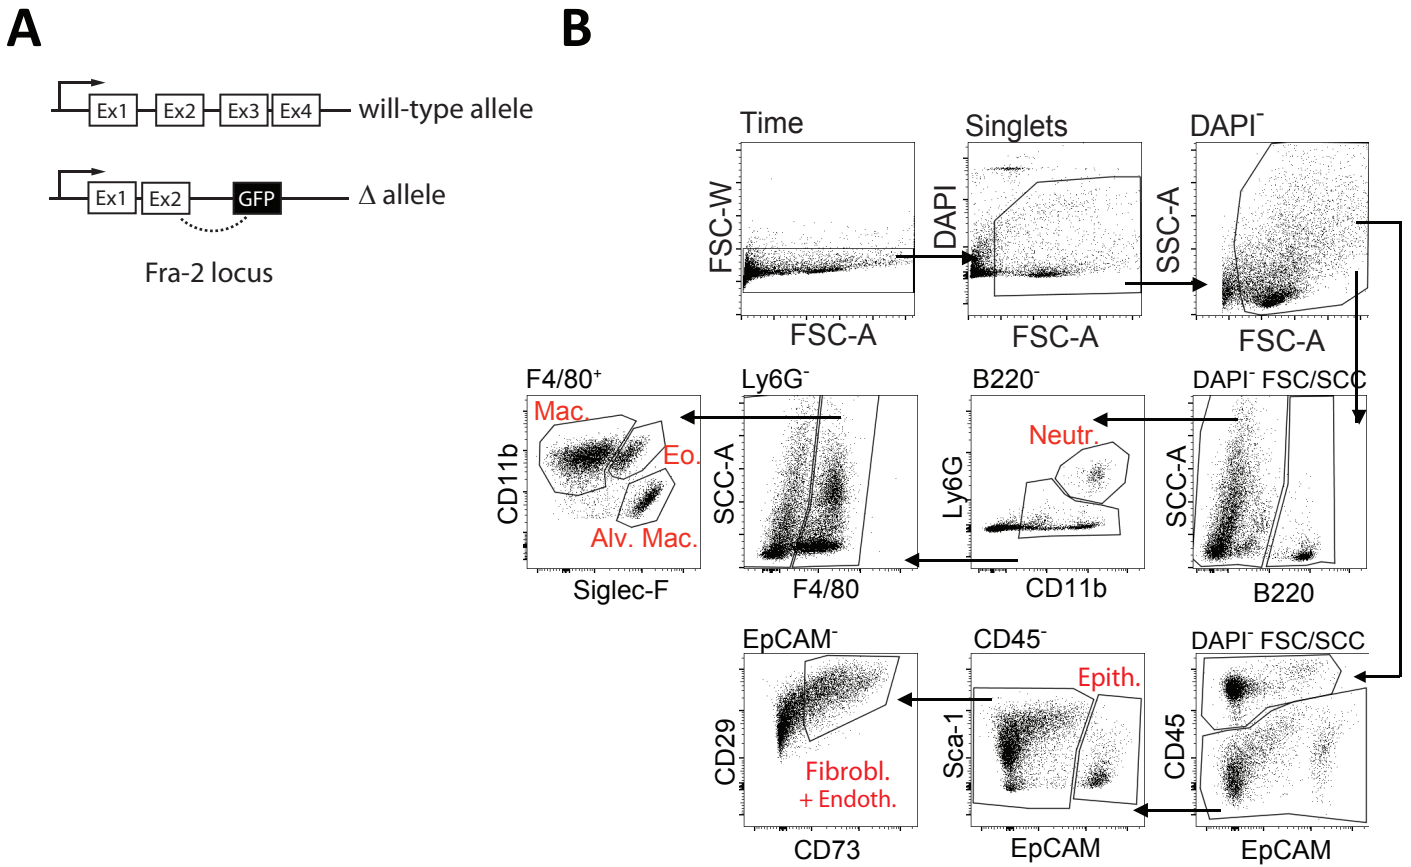 A
Ex1 Ex2 Ex3 Ex4 will-type allele
Ex1 Ex2 GFP Δ allele
Fra-2 locus
B
Time
FSC-W
FSC-A
Singlets
DAPI
FSC-A
DAPI⁻
SSC-A
FSC-A
F4/80⁺
Mac.
Eo.
Alv. Mac.
CD11b
Siglec-F
Ly6G⁻
SCC-A
F4/80
B220⁻
Neutr.
Ly6G
CD11b
DAPI⁻ FSC/SCC
SCC-A
B220
EpCAM⁻
CD29
Fibrobl.
+ Endoth.
CD73
CD45⁻
Epith.
Sca-1
EpCAM
DAPI⁻ FSC/SCC
CD45
EpCAM